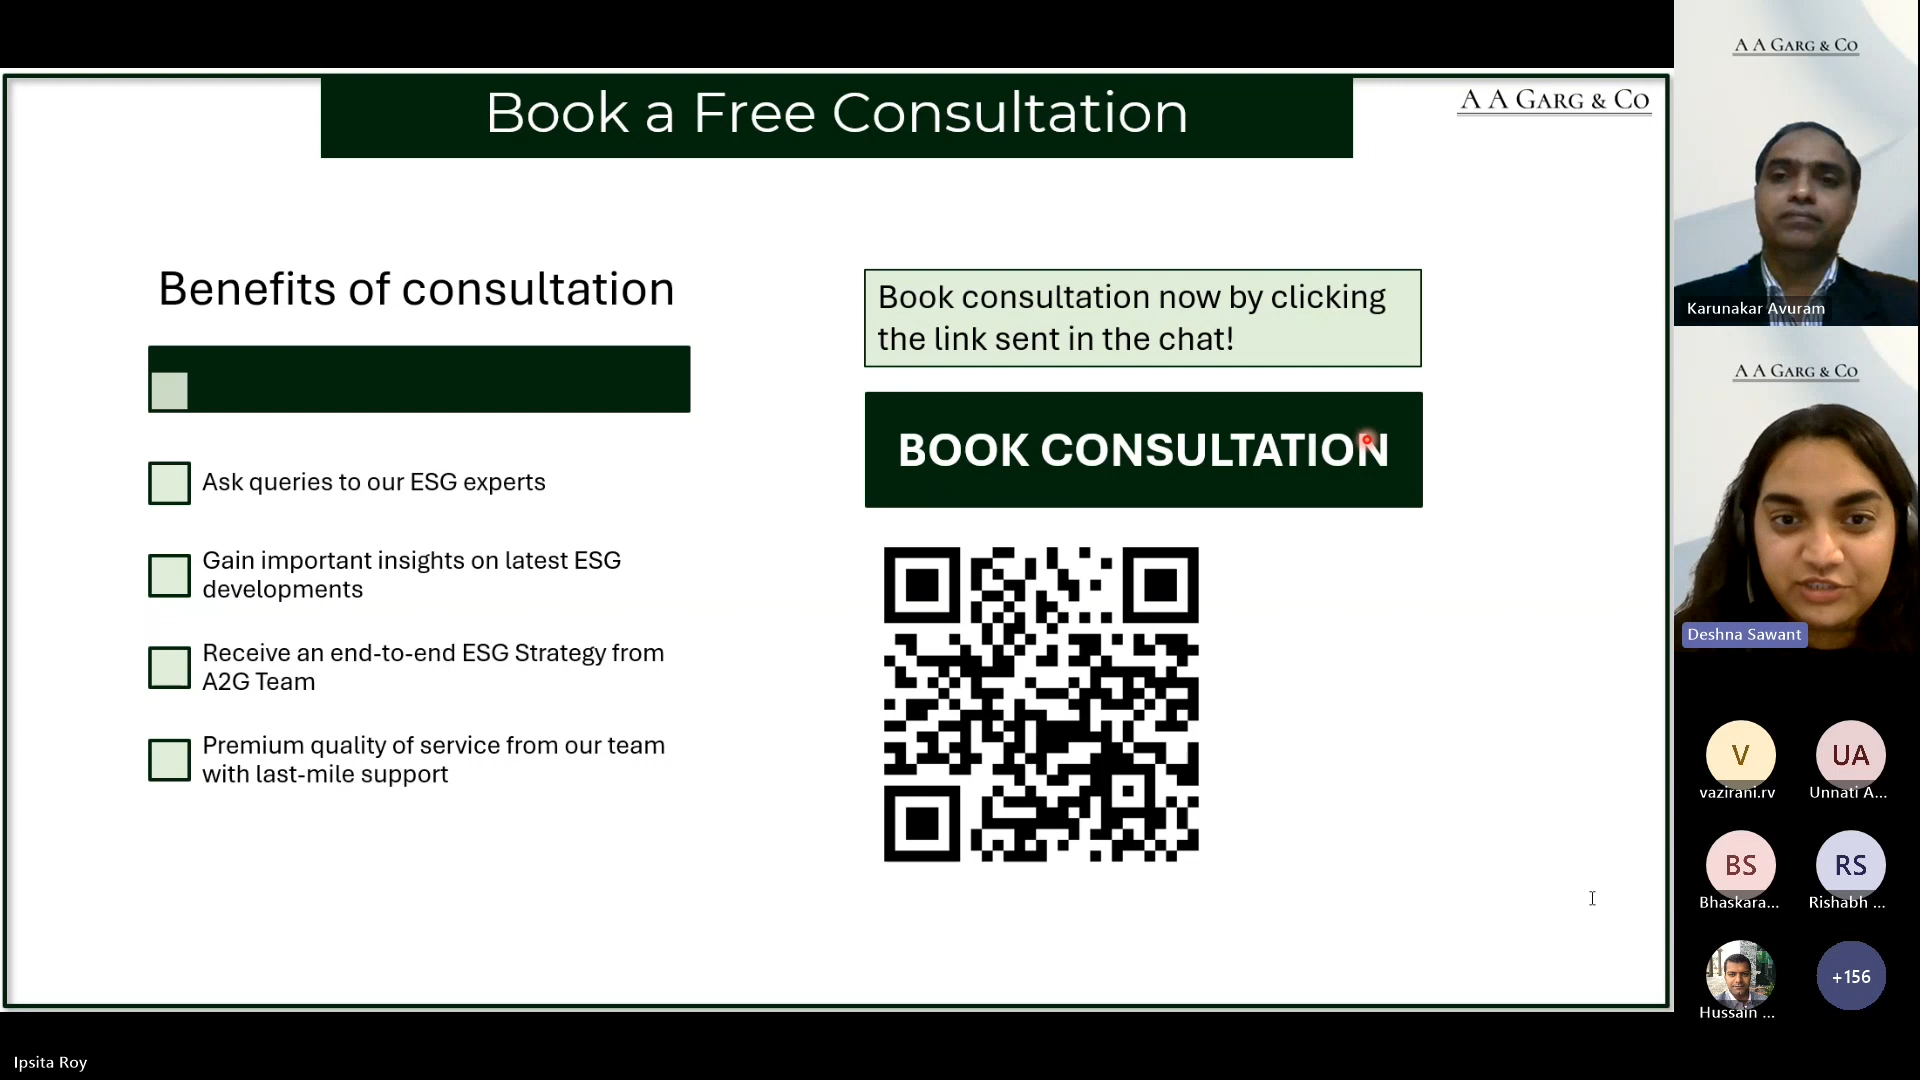 Book a Free Consultation
A A GARG & CO
Benefits of consultation
Ask queries to our ESG experts
Gain important insights on latest ESG
developments
Receive an end-to-end ESG Strategy from
A2G Team
Premium quality of service from our team
with last-mile support
Book consultation now by clicking
the link sent in the chat!
BOOK CONSULTATION
A A GARG & CO
Karunakar Avuram
A A GARG & CO
Deshna Sawant
V
vazirani.rv
UA
Unnati A...
BS
Bhaskara...
RS
Rishabh ...
Hussain ...
+156
Ipsita Roy